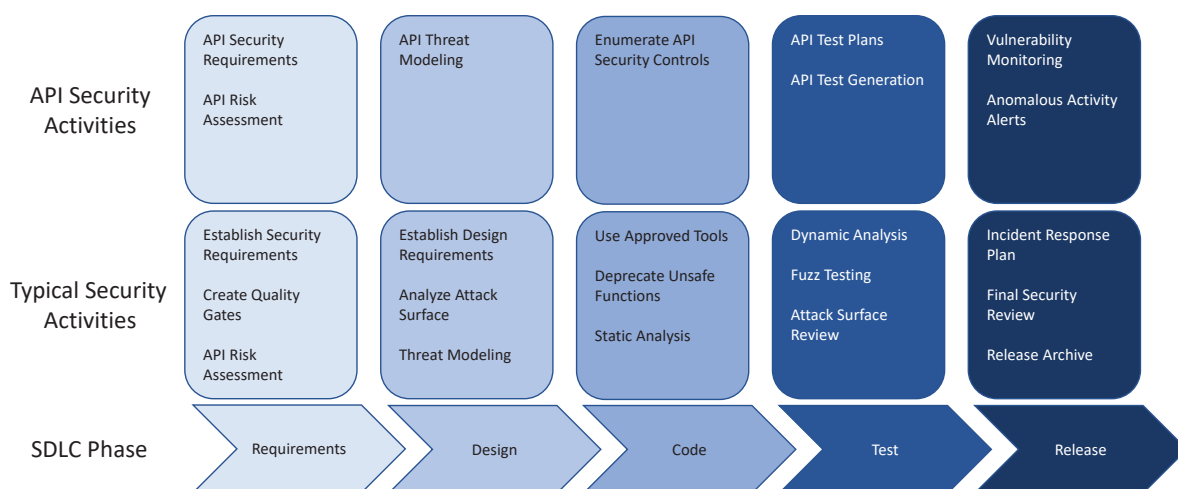 API Security
Activities
API Security
Requirements
API Risk
Assessment
API Threat
Modeling
Enumerate API
Security Controls
API Test Plans
API Test Generation
Vulnerability
Monitoring
Anomalous Activity
Alerts
Typical Security
Activities
Establish Security
Requirements
Create Quality
Gates
API Risk
Assessment
Establish Design
Requirements
Analyze Attack
Surface
Threat Modeling
Use Approved Tools
Deprecate Unsafe
Functions
Static Analysis
Dynamic Analysis
Fuzz Testing
Attack Surface
Review
Incident Response
Plan
Final Security
Review
Release Archive
SDLC Phase
Requirements
Design
Code
Test
Release